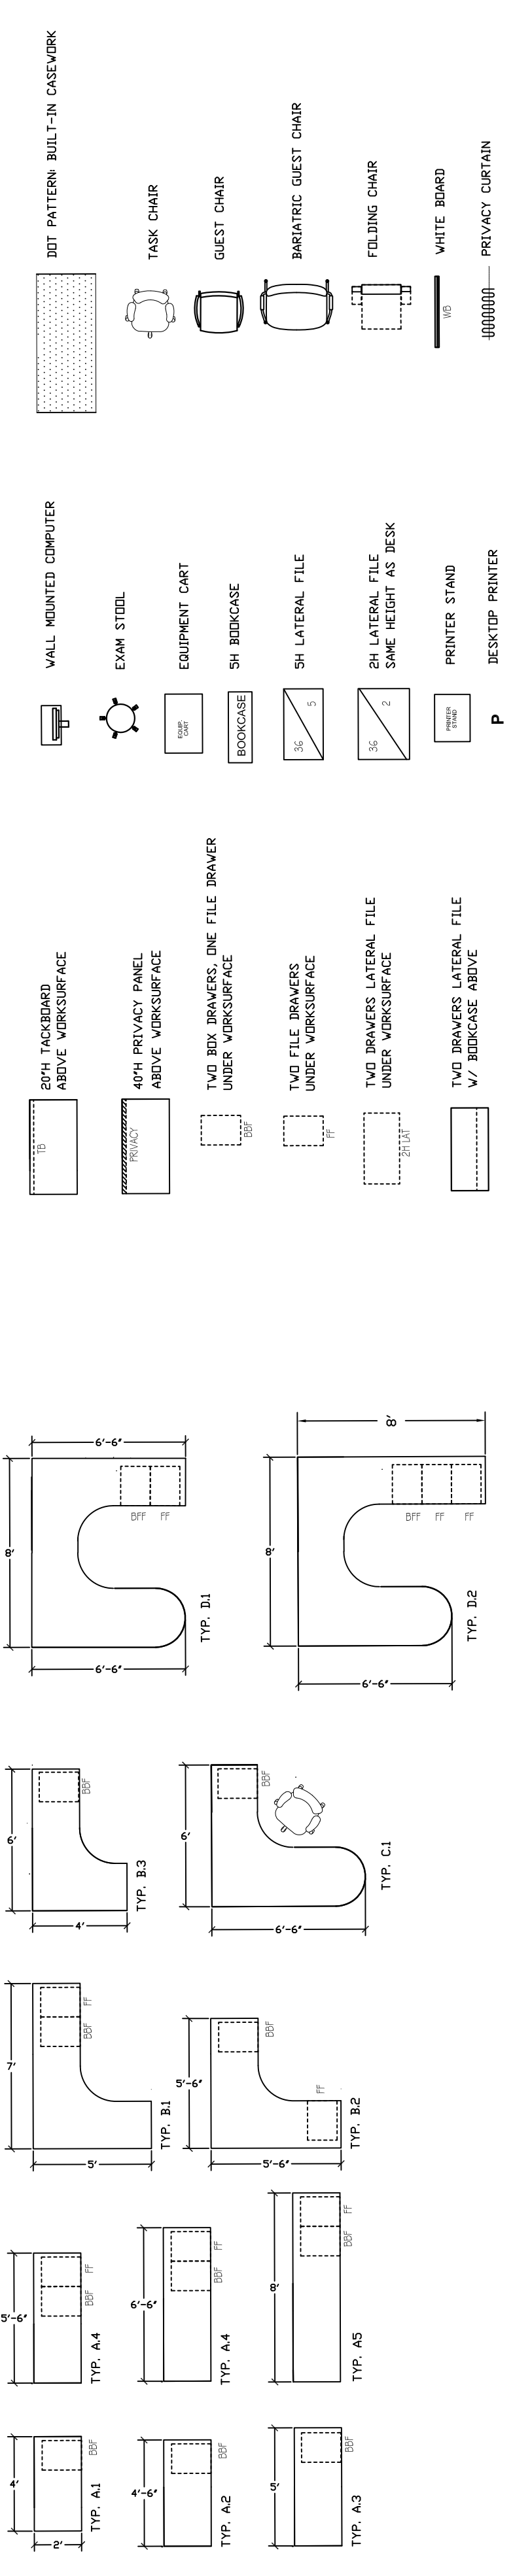 DOT PATTERN: BUILT-IN CASEWORK
TASK CHAIR
GUEST CHAIR
BARIATRIC GUEST CHAIR
FOLDING CHAIR
WHITE BOARD
WB
PRIVACY CURTAIN
WALL MOUNTED COMPUTER
EXAM STOOL
EQUIPMENT CART
EQUIP.
CART
5H BOOKCASE
BOOKCASE
5H LATERAL FILE
36 5
2H LATERAL FILE
SAME HEIGHT AS DESK
36 2
PRINTER STAND
PRINTER
STAND
DESKTOP PRINTER
P
20"H TACKBOARD
ABOVE WORKSURFACE
TB
40"H PRIVACY PANEL
ABOVE WORKSURFACE
PRIVACY
TWO BOX DRAWERS, ONE FILE DRAWER
UNDER WORKSURFACE
BBF
TWO FILE DRAWERS
UNDER WORKSURFACE
FF
TWO DRAWERS LATERAL FILE
UNDER WORKSURFACE
2H LAT
TWO DRAWERS LATERAL FILE
W/ BOOKCASE ABOVE
8'
6'-6"
6'-6"
BFF FF
TYP. D.1
8'
8'
6'-6"
BFF FF FF
TYP. D.2
6'
4'
BBF
TYP. B.3
6'
6'-6"
BBF
TYP. C.1
7'
5'
BBF FF
TYP. B.1
5'-6"
5'-6"
BBF
FF
TYP. B.2
5'-6"
BBF FF
TYP. A.4
6'-6"
BBF FF
TYP. A.4
8'
BBF FF
TYP. A5
4'
2'
BBF
TYP. A.1
4'-6"
BBF
TYP. A.2
5'
BBF
TYP. A.3